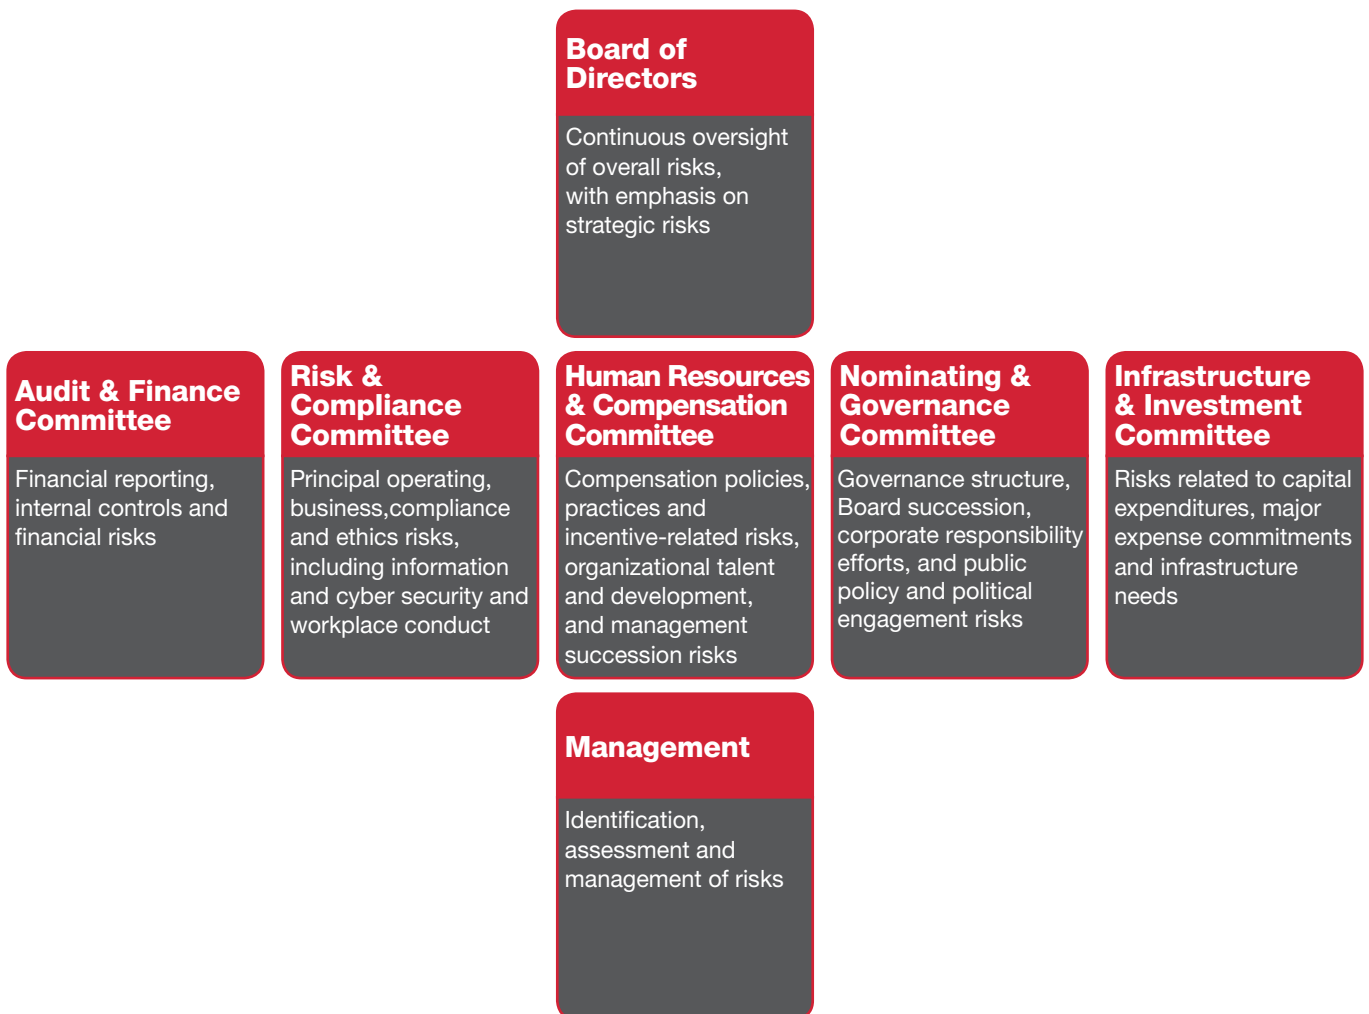 Board of
Directors
Continuous oversight
of overall risks,
with emphasis on
strategic risks
Audit & Finance
Committee
Financial reporting,
internal controls and
financial risks
Risk &
Compliance
Committee
Principal operating,
business,compliance
and ethics risks,
including information
and cyber security and
workplace conduct
Human Resources
& Compensation
Committee
Compensation policies,
practices and
incentive-related risks,
organizational talent
and development,
and management
succession risks
Nominating &
Governance
Committee
Governance structure,
Board succession,
corporate responsibility
efforts, and public
policy and political
engagement risks
Infrastructure
& Investment
Committee
Risks related to capital
expenditures, major
expense commitments
and infrastructure
needs
Management
Identification,
assessment and
management of risks